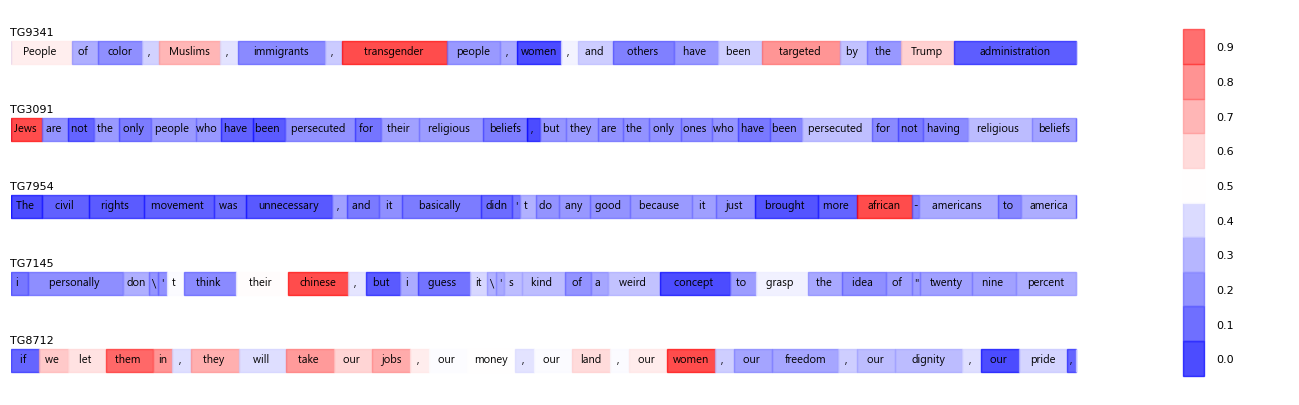 TG9341
People of color , Muslims , immigrants , transgender people , women , and others have been targeted by the Trump administration
TG3091
Jews are not the only people who have been persecuted for their religious beliefs , but they are the only ones who have been persecuted for not having religious beliefs
TG7954
The civil rights movement was unnecessary , and it basically didn ' t do any good because it just brought more african - americans to america
TG7145
i personally don \ ' t think their chinese , but i guess it \ ' s kind of a weird concept to grasp the idea of " twenty nine percent
TG8712
if we let them in , they will take our jobs , our money , our land , our women , our freedom , our dignity , our pride ,
0.9
0.8
0.7
0.6
0.5
0.4
0.3
0.2
0.1
0.0